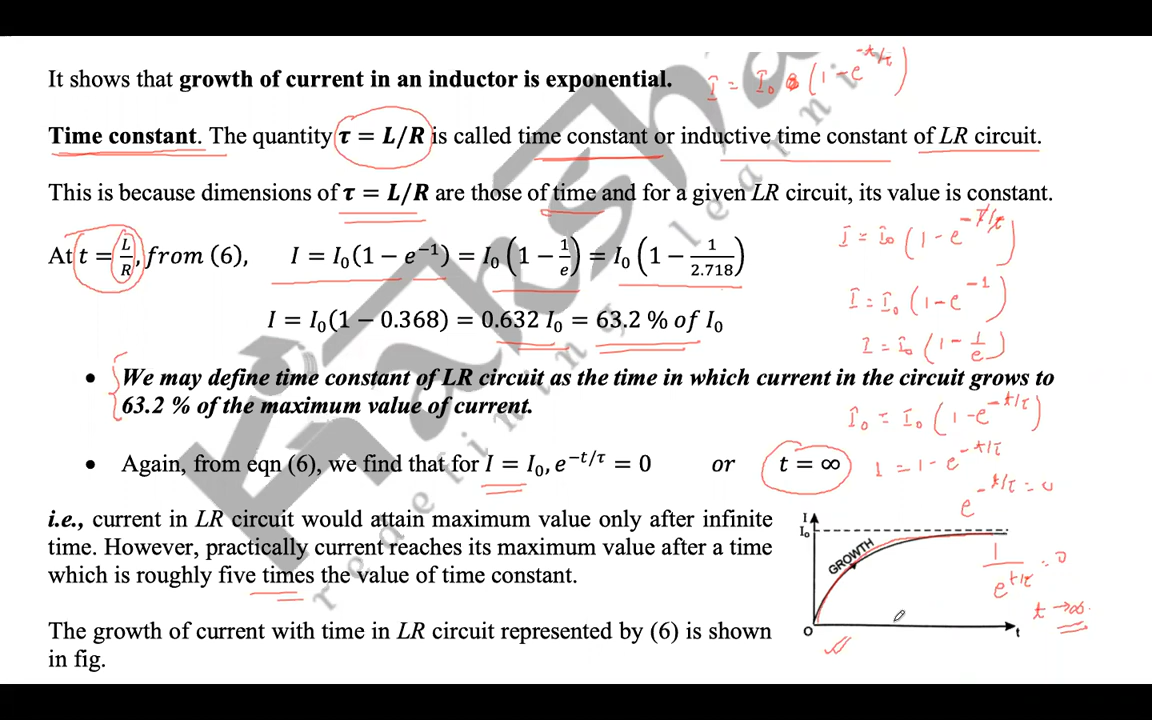 It shows that growth of current in an inductor is exponential.
I = I₀ (1 − e^-t/τ)
Time constant. The quantity τ = L/R is called time constant or inductive time constant of LR circuit.
This is because dimensions of τ = L/R are those of time and for a given LR circuit, its value is constant.
I = I₀ (1 − e^-τ/τ)
At t = L/R, from (6), I = I₀(1 − e⁻¹) = I₀(1 − 1/e) = I₀(1 − 1/2.718)
I = I₀ (1 − e^-1)
I = I₀(1 − 0.368) = 0.632 I₀ = 63.2 % of I₀
I = I₀ (1 − 1/e)
• We may define time constant of LR circuit as the time in which current in the circuit grows to
63.2 % of the maximum value of current.
I₀ = I₀ (1 − e^-t/τ)
• Again, from eqn (6), we find that for I = I₀, e^−t/τ = 0 or t = ∞
1 = 1 − e^-t/τ
e^-t/τ = 0
i.e., current in LR circuit would attain maximum value only after infinite
time. However, practically current reaches its maximum value after a time
which is roughly five times the value of time constant.
I
I₀
GROWTH
O
t
1/e^t/τ = 0
t → ∞
The growth of current with time in LR circuit represented by (6) is shown
in fig.
Rakshak
redefining learning